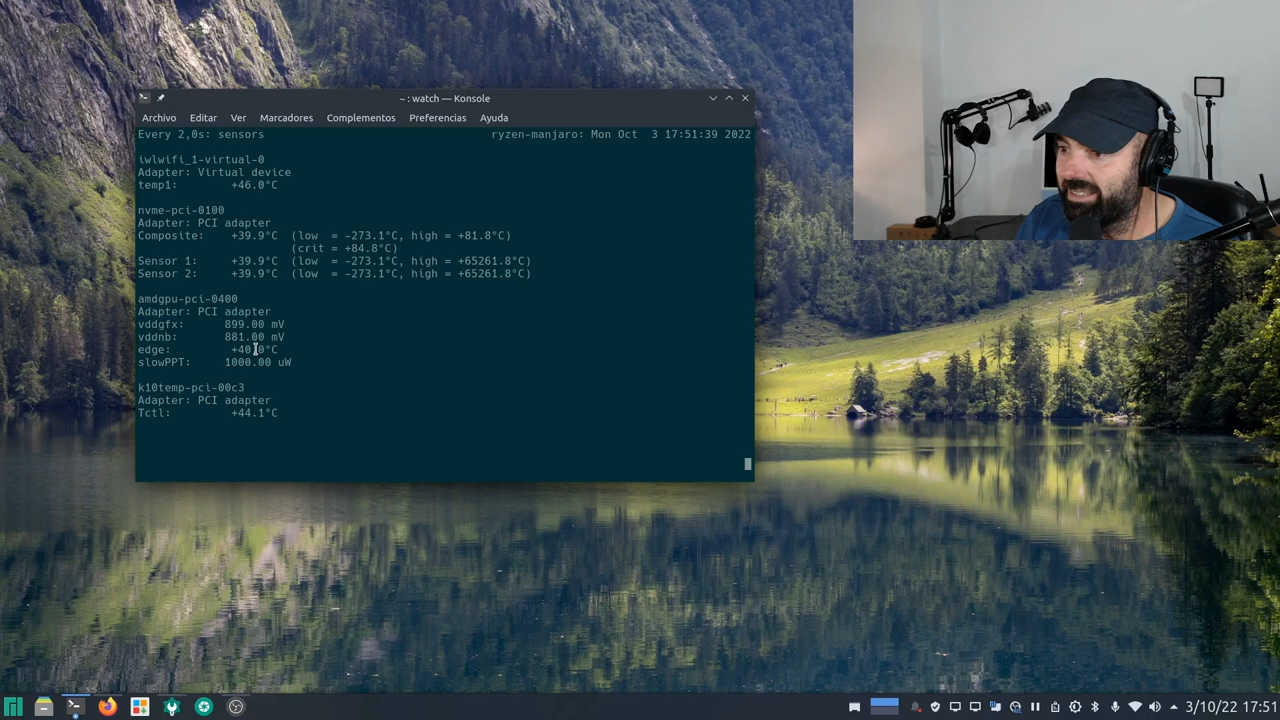 ~ : watch — Konsole
Archivo Editar Ver Marcadores Complementos Preferencias Ayuda
Every 2,0s: sensors ryzen-manjaro: Mon Oct 3 17:51:39 2022
iwlwifi_1-virtual-0
Adapter: Virtual device
temp1: +46.0°C
nvme-pci-0100
Adapter: PCI adapter
Composite: +39.9°C (low = -273.1°C, high = +81.8°C)
(crit = +84.8°C)
Sensor 1: +39.9°C (low = -273.1°C, high = +65261.8°C)
Sensor 2: +39.9°C (low = -273.1°C, high = +65261.8°C)
amdgpu-pci-0400
Adapter: PCI adapter
vddgfx: 899.00 mV
vddnb: 881.00 mV
edge: +40.0°C
slowPPT: 1000.00 uW
k10temp-pci-00c3
Adapter: PCI adapter
Tctl: +44.1°C
3/10/22 17:51